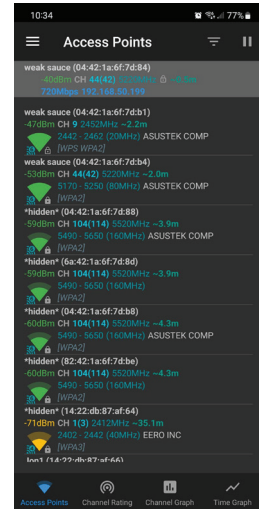 10:34
77%
Access Points
weak sauce (04:42:1a:6f:7d:84)
-40dBm CH 44(42) 5220MHz
720Mbps 192.168.50.199
weak sauce (04:42:1a:6f:7d:b1)
-47dBm CH 9 2452MHz ~2.2m
2442 - 2462 (20MHz) ASUSTEK COMP
[WPS WPA2]
weak sauce (04:42:1a:6f:7d:b4)
-53dBm CH 44(42) 5220MHz ~2.0m
5170 - 5250 (80MHz) ASUSTEK COMP
[WPA2]
*hidden* (04:42:1a:6f:7d:88)
-59dBm CH 104(114) 5520MHz ~3.9m
5490 - 5650 (160MHz) ASUSTEK COMP
[WPA2]
*hidden* (6a:42:1a:6f:7d:8d)
-59dBm CH 104(114) 5520MHz ~3.9m
5490 - 5650 (160MHz)
[WPA2]
*hidden* (04:42:1a:6f:7d:b8)
-60dBm CH 104(114) 5520MHz ~4.3m
5490 - 5650 (160MHz) ASUSTEK COMP
[WPA2]
*hidden* (82:42:1a:6f:7d:be)
-60dBm CH 104(114) 5520MHz ~4.3m
5490 - 5650 (160MHz)
[WPA2]
*hidden* (14:22:db:87:af:64)
-71dBm CH 1(3) 2412MHz ~35.1m
2402 - 2442 (40MHz) EERO INC
[WPA3]
(14:22:db:87:af:66)
Access Points Channel Rating Channel Graph Time Graph